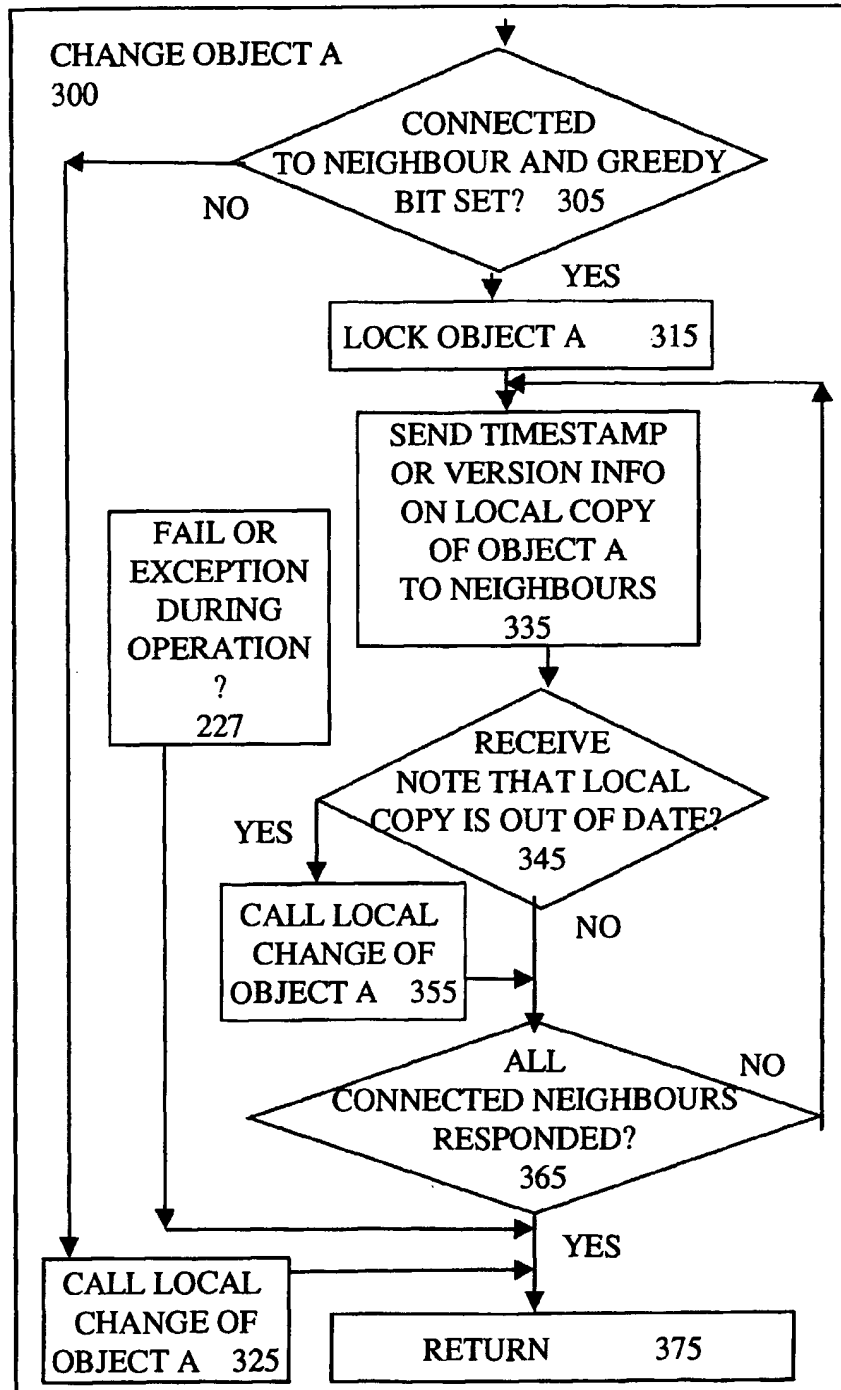 CHANGE OBJECT A
300
CONNECTED
TO NEIGHBOUR AND GREEDY
BIT SET? 305
NO
YES
LOCK OBJECT A 315
SEND TIMESTAMP
OR VERSION INFO
ON LOCAL COPY
OF OBJECT A
TO NEIGHBOURS
335
FAIL OR
EXCEPTION
DURING
OPERATION
?
227
RECEIVE
NOTE THAT LOCAL
COPY IS OUT OF DATE?
345
YES
NO
CALL LOCAL
CHANGE OF
OBJECT A 355
ALL
CONNECTED NEIGHBOURS
RESPONDED?
365
NO
YES
CALL LOCAL
CHANGE OF
OBJECT A 325
RETURN 375